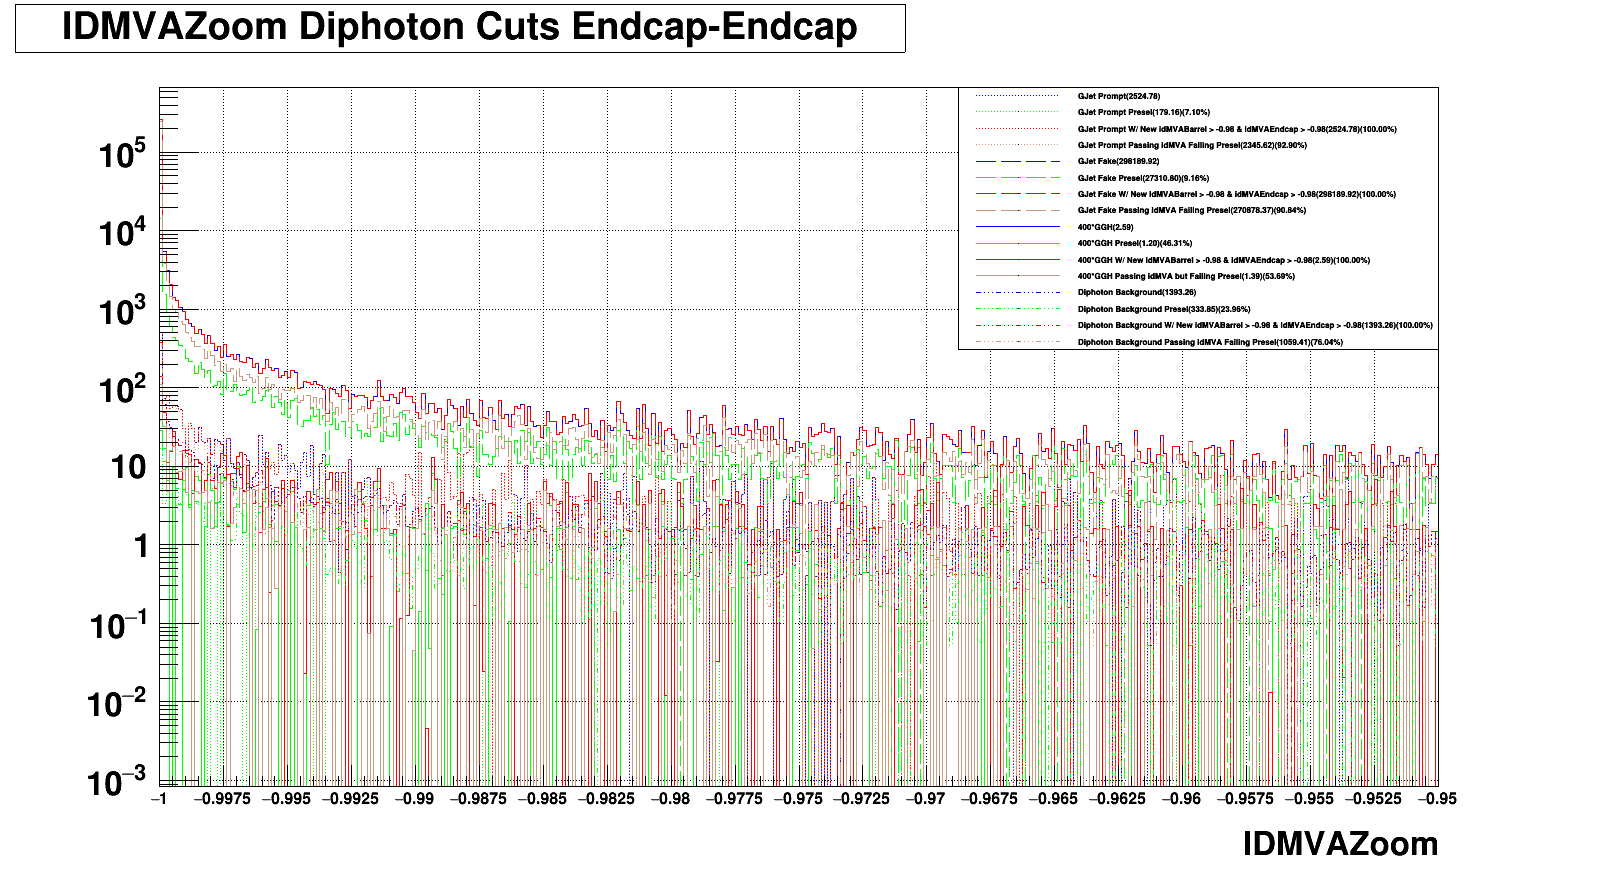 IDMVAZoom Diphoton Cuts Endcap-Endcap
GJet Prompt(2524.78)
GJet Prompt Presel(179.16)(7.10%)
GJet Prompt W/ New idMVABarrel > -0.98 & idMVAEndcap > -0.98(2524.78)(100.00%)
GJet Prompt Passing idMVA Failing Presel(2345.62)(92.90%)
GJet Fake(298189.92)
GJet Fake Presel(27310.80)(9.16%)
GJet Fake W/ New idMVABarrel > -0.98 & idMVAEndcap > -0.98(298189.92)(100.00%)
GJet Fake Passing idMVA Failing Presel(270878.37)(90.84%)
400*GGH(2.59)
400*GGH Presel(1.20)(46.31%)
400*GGH W/ New idMVABarrel > -0.98 & idMVAEndcap > -0.98(2.59)(100.00%)
400*GGH Passing idMVA but Failing Presel(1.39)(53.69%)
Diphoton Background(1393.26)
Diphoton Background Presel(333.85)(23.96%)
Diphoton Background W/ New idMVABarrel > -0.98 & idMVAEndcap > -0.98(1393.26)(100.00%)
Diphoton Background Passing idMVA Failing Presel(1059.41)(76.04%)
10^5
10^4
10^3
10^2
10
1
10^−1
10^−2
10^−3
−1 −0.9975 −0.995 −0.9925 −0.99 −0.9875 −0.985 −0.9825 −0.98 −0.9775 −0.975 −0.9725 −0.97 −0.9675 −0.965 −0.9625 −0.96 −0.9575 −0.955 −0.9525 −0.95
IDMVAZoom